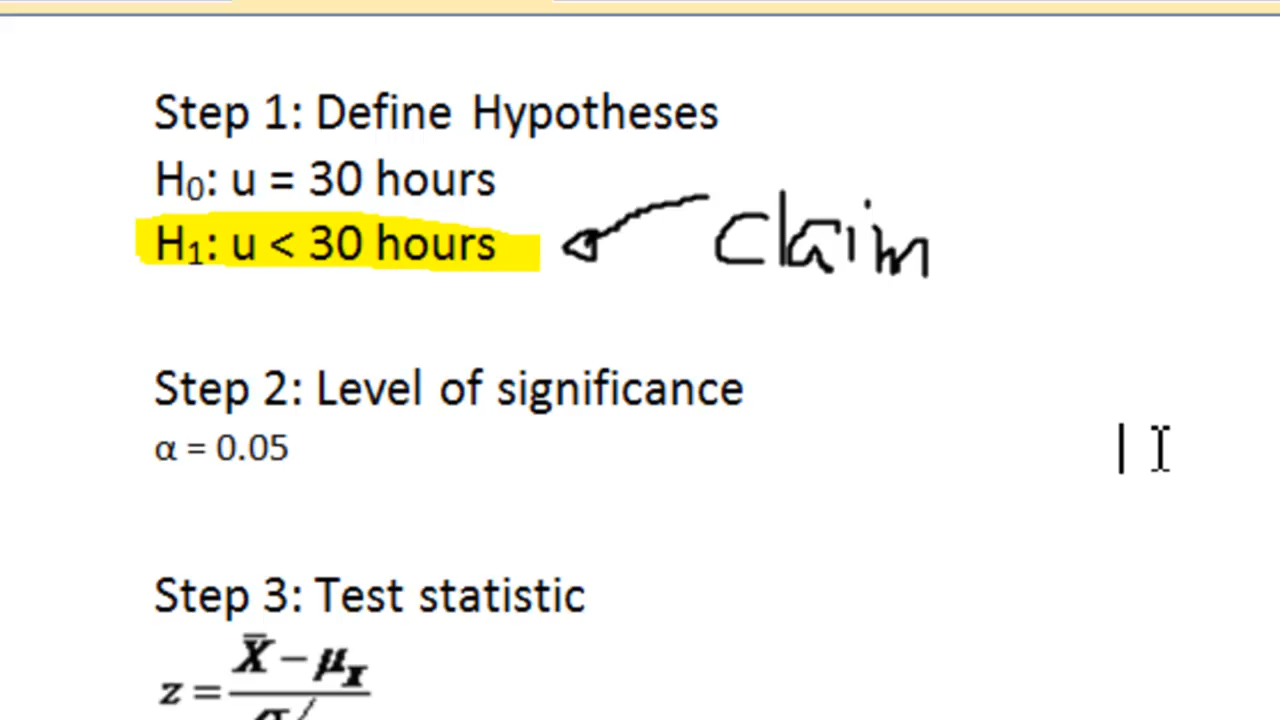 Step 1: Define Hypotheses
H₀: u = 30 hours
H₁: u < 30 hours
claim
Step 2: Level of significance
α = 0.05
Step 3: Test statistic
X̄ − μ_X̄
z =
σ/